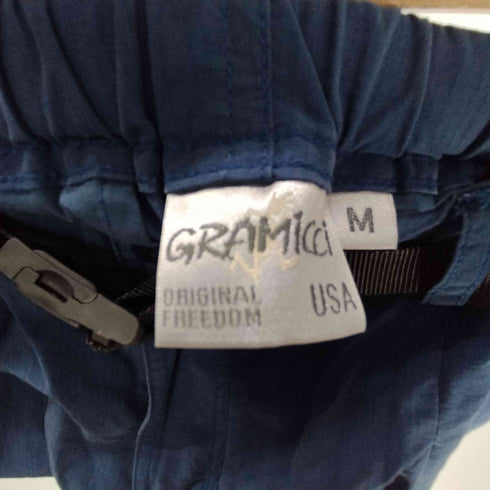 GRAMiCCi
M
ORIGINAL
FREEDOM
USA